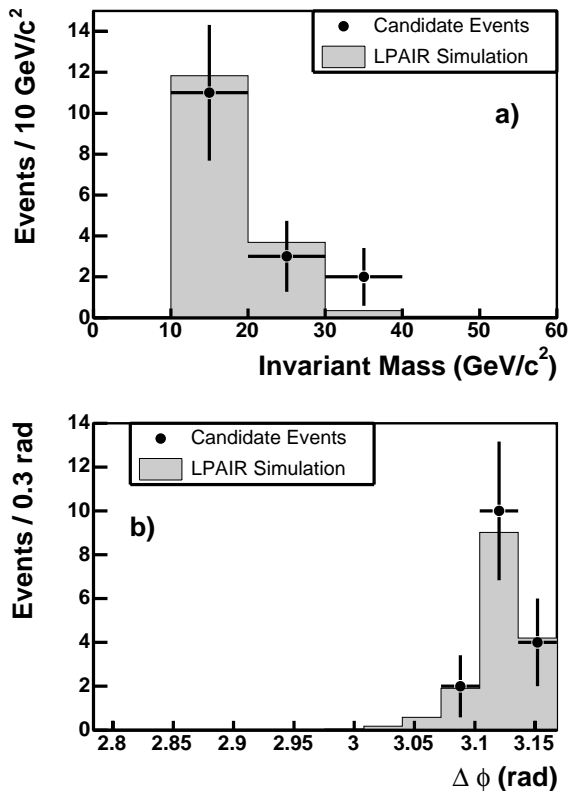 Candidate Events
LPAIR Simulation
a)
Events / 10 GeV/c²
14
12
10
8
6
4
2
0
0 10 20 30 40 50 60
Invariant Mass (GeV/c²)
Candidate Events
LPAIR Simulation
b)
Events / 0.3 rad
14
12
10
8
6
4
2
0
2.8 2.85 2.9 2.95 3 3.05 3.1 3.15
Δ ϕ (rad)